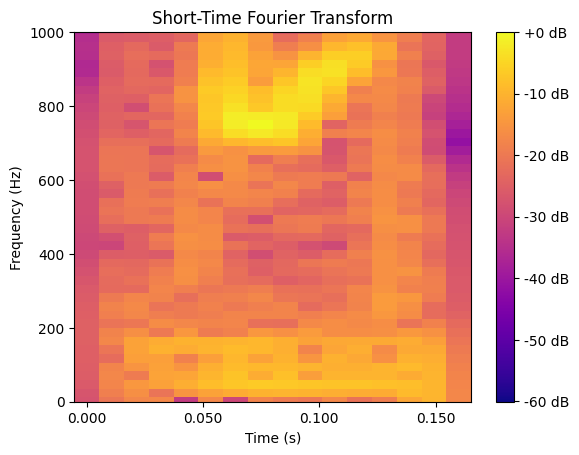 Short-Time Fourier Transform
1000
800
600
400
200
0
Frequency (Hz)
0.000
0.050
0.100
0.150
Time (s)
+0 dB
-10 dB
-20 dB
-30 dB
-40 dB
-50 dB
-60 dB